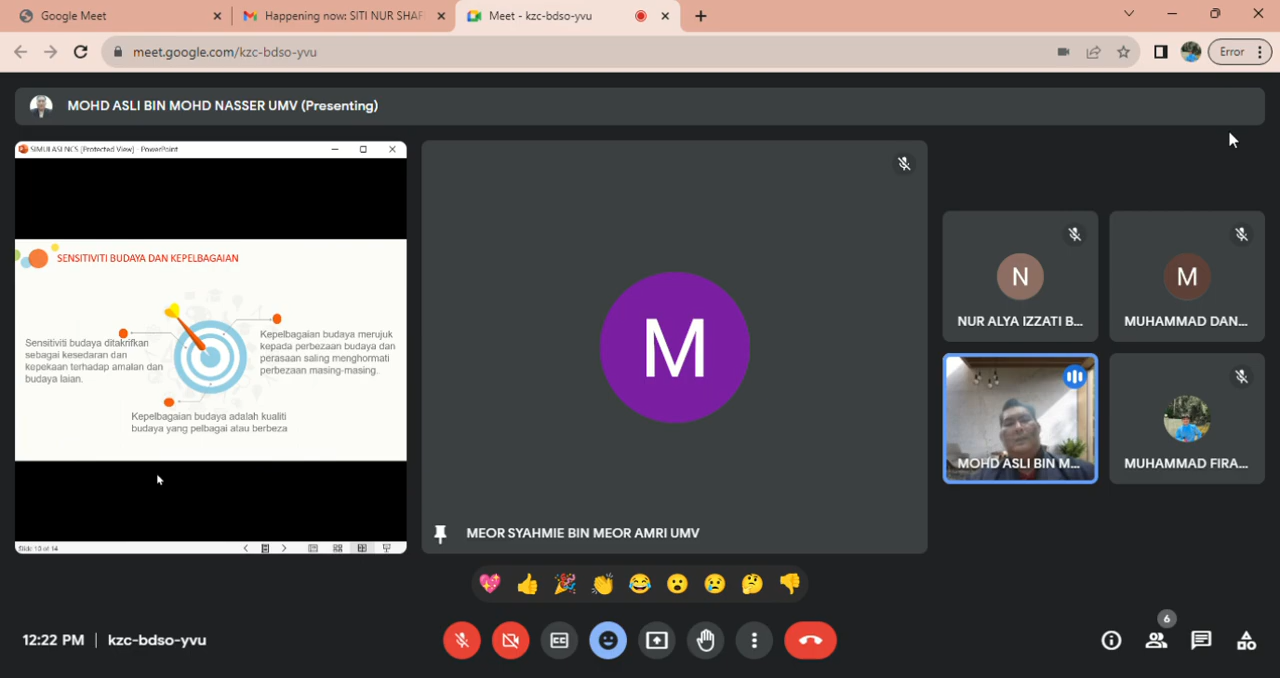 Google Meet
Happening now: SITI NUR SHAF
Meet - kzc-bdso-yvu
meet.google.com/kzc-bdso-yvu
Error
MOHD ASLI BIN MOHD NASSER UMV (Presenting)
SIMULASI NCS [Protected View] - PowerPoint
SENSITIVITI BUDAYA DAN KEPELBAGAIAN
Sensitiviti budaya ditakrifkan
sebagai kesedaran dan
kepekaan terhadap amalan dan
budaya laian.
Kepelbagaian budaya merujuk
kepada perbezaan budaya dan
perasaan saling menghormati
perbezaan masing-masing.
Kepelbagaian budaya adalah kualiti
budaya yang pelbagai atau berbeza
Slide 10 of 14
M
MEOR SYAHMIE BIN MEOR AMRI UMV
N
NUR ALYA IZZATI B...
M
MUHAMMAD DAN...
MOHD ASLI BIN M...
MUHAMMAD FIRA...
12:22 PM | kzc-bdso-yvu
6